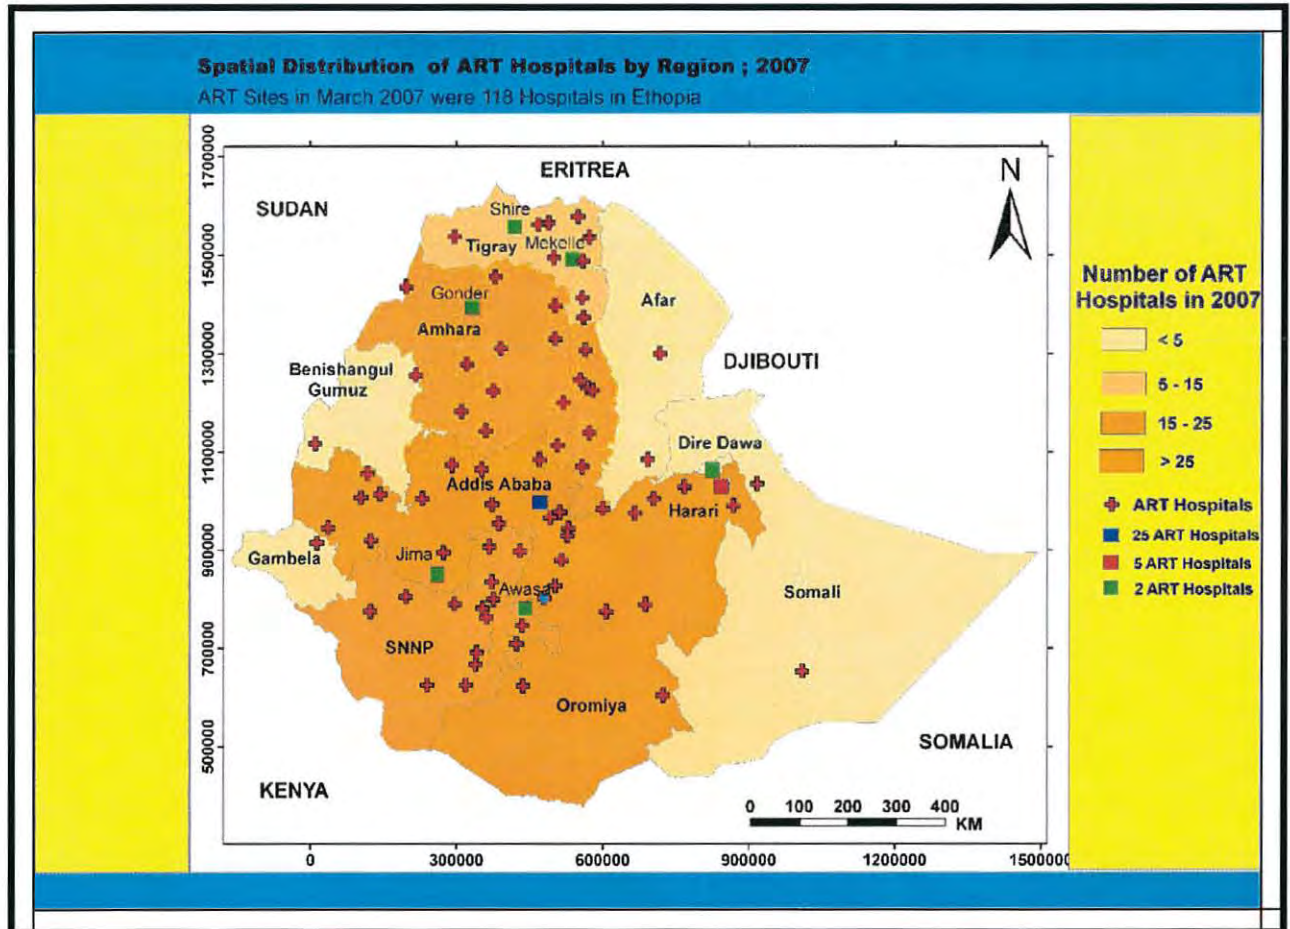 Spatial Distribution of ART Hospitals by Region ; 2007
ART Sites in March 2007 were 118 Hospitals in Ethopia
1700000
1500000
1300000
1100000
900000
700000
500000
ERITREA
SUDAN
N
Shire
Tigray
Mekelle
Gonder
Afar
Amhara
Benishangul
Gumuz
DJIBOUTI
Dire Dawa
Addis Ababa
Harari
Gambela
Jima
Awasa
Somali
SNNP
Oromiya
SOMALIA
KENYA
0 100 200 300 400
KM
0 300000 600000 900000 1200000 1500000
Number of ART
Hospitals in 2007
< 5
5 - 15
15 - 25
> 25
ART Hospitals
25 ART Hospitals
5 ART Hospitals
2 ART Hospitals